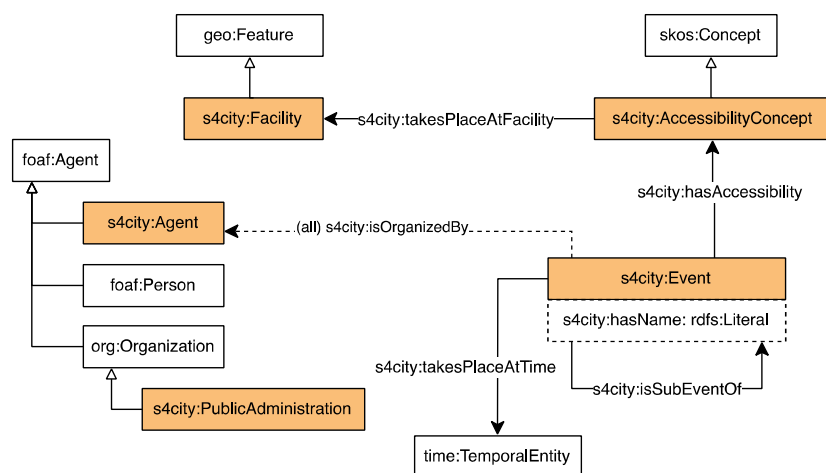 geo:Feature
skos:Concept
s4city:Facility
s4city:takesPlaceAtFacility
s4city:AccessibilityConcept
foaf:Agent
s4city:hasAccessibility
s4city:Agent
(all) s4city:isOrganizedBy
foaf:Person
s4city:Event
s4city:hasName: rdfs:Literal
org:Organization
s4city:takesPlaceAtTime
s4city:isSubEventOf
s4city:PublicAdministration
time:TemporalEntity